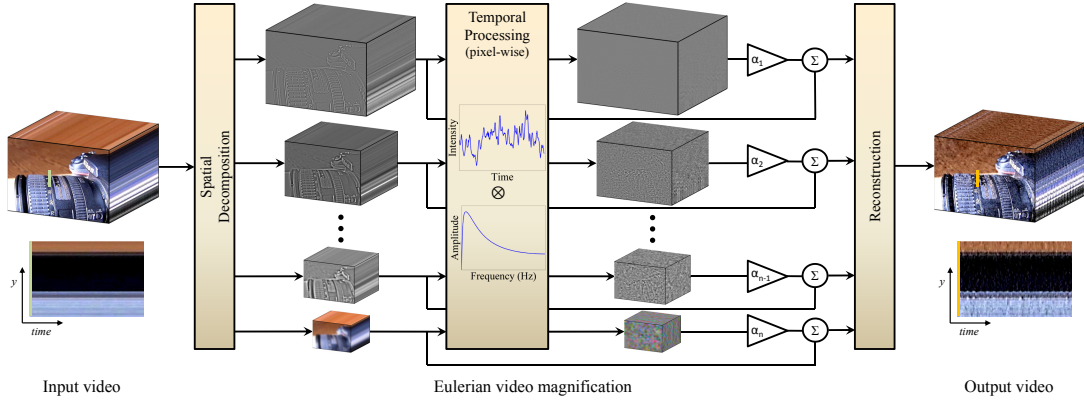 Temporal
Processing
(pixel-wise)
Intensity
Time
⊗
Amplitude
Frequency (Hz)
Spatial
Decomposition
α1
Σ
α2
Σ
αn-1
Σ
αn
Σ
Reconstruction
y
time
y
time
Input video
Eulerian video magnification
Output video